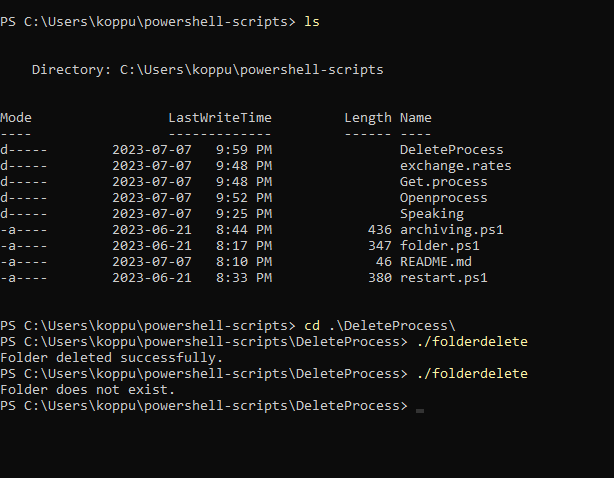 PS C:\Users\koppu\powershell-scripts> ls
Directory: C:\Users\koppu\powershell-scripts
Mode                 LastWriteTime         Length Name
----                 -------------         ------ ----
d-----        2023-07-07   9:59 PM                DeleteProcess
d-----        2023-07-07   9:48 PM                exchange.rates
d-----        2023-07-07   9:48 PM                Get.process
d-----        2023-07-07   9:52 PM                Openprocess
d-----        2023-07-07   9:25 PM                Speaking
-a----        2023-06-21   8:44 PM            436 archiving.ps1
-a----        2023-06-21   8:17 PM            347 folder.ps1
-a----        2023-07-07   8:10 PM             46 README.md
-a----        2023-06-21   8:33 PM            380 restart.ps1
PS C:\Users\koppu\powershell-scripts> cd .\DeleteProcess\
PS C:\Users\koppu\powershell-scripts\DeleteProcess> ./folderdelete
Folder deleted successfully.
PS C:\Users\koppu\powershell-scripts\DeleteProcess> ./folderdelete
Folder does not exist.
PS C:\Users\koppu\powershell-scripts\DeleteProcess>